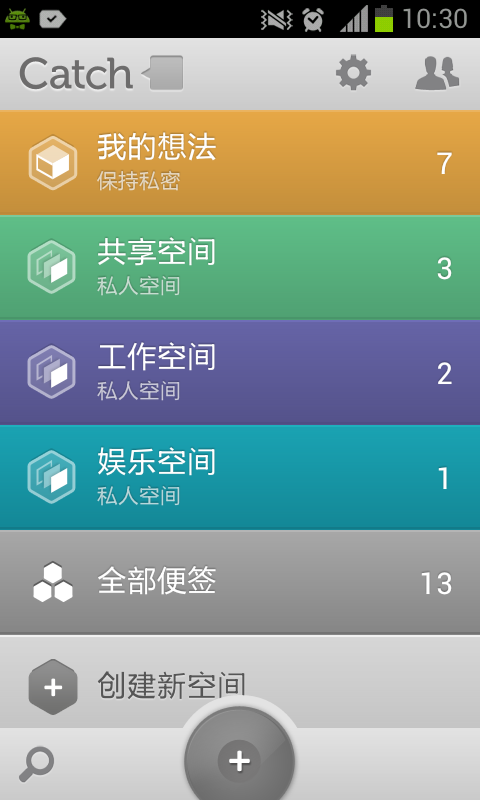 10:30
Catch
我的想法
保持私密
7
共享空间
私人空间
3
工作空间
私人空间
2
娱乐空间
私人空间
1
全部便签
13
创建新空间